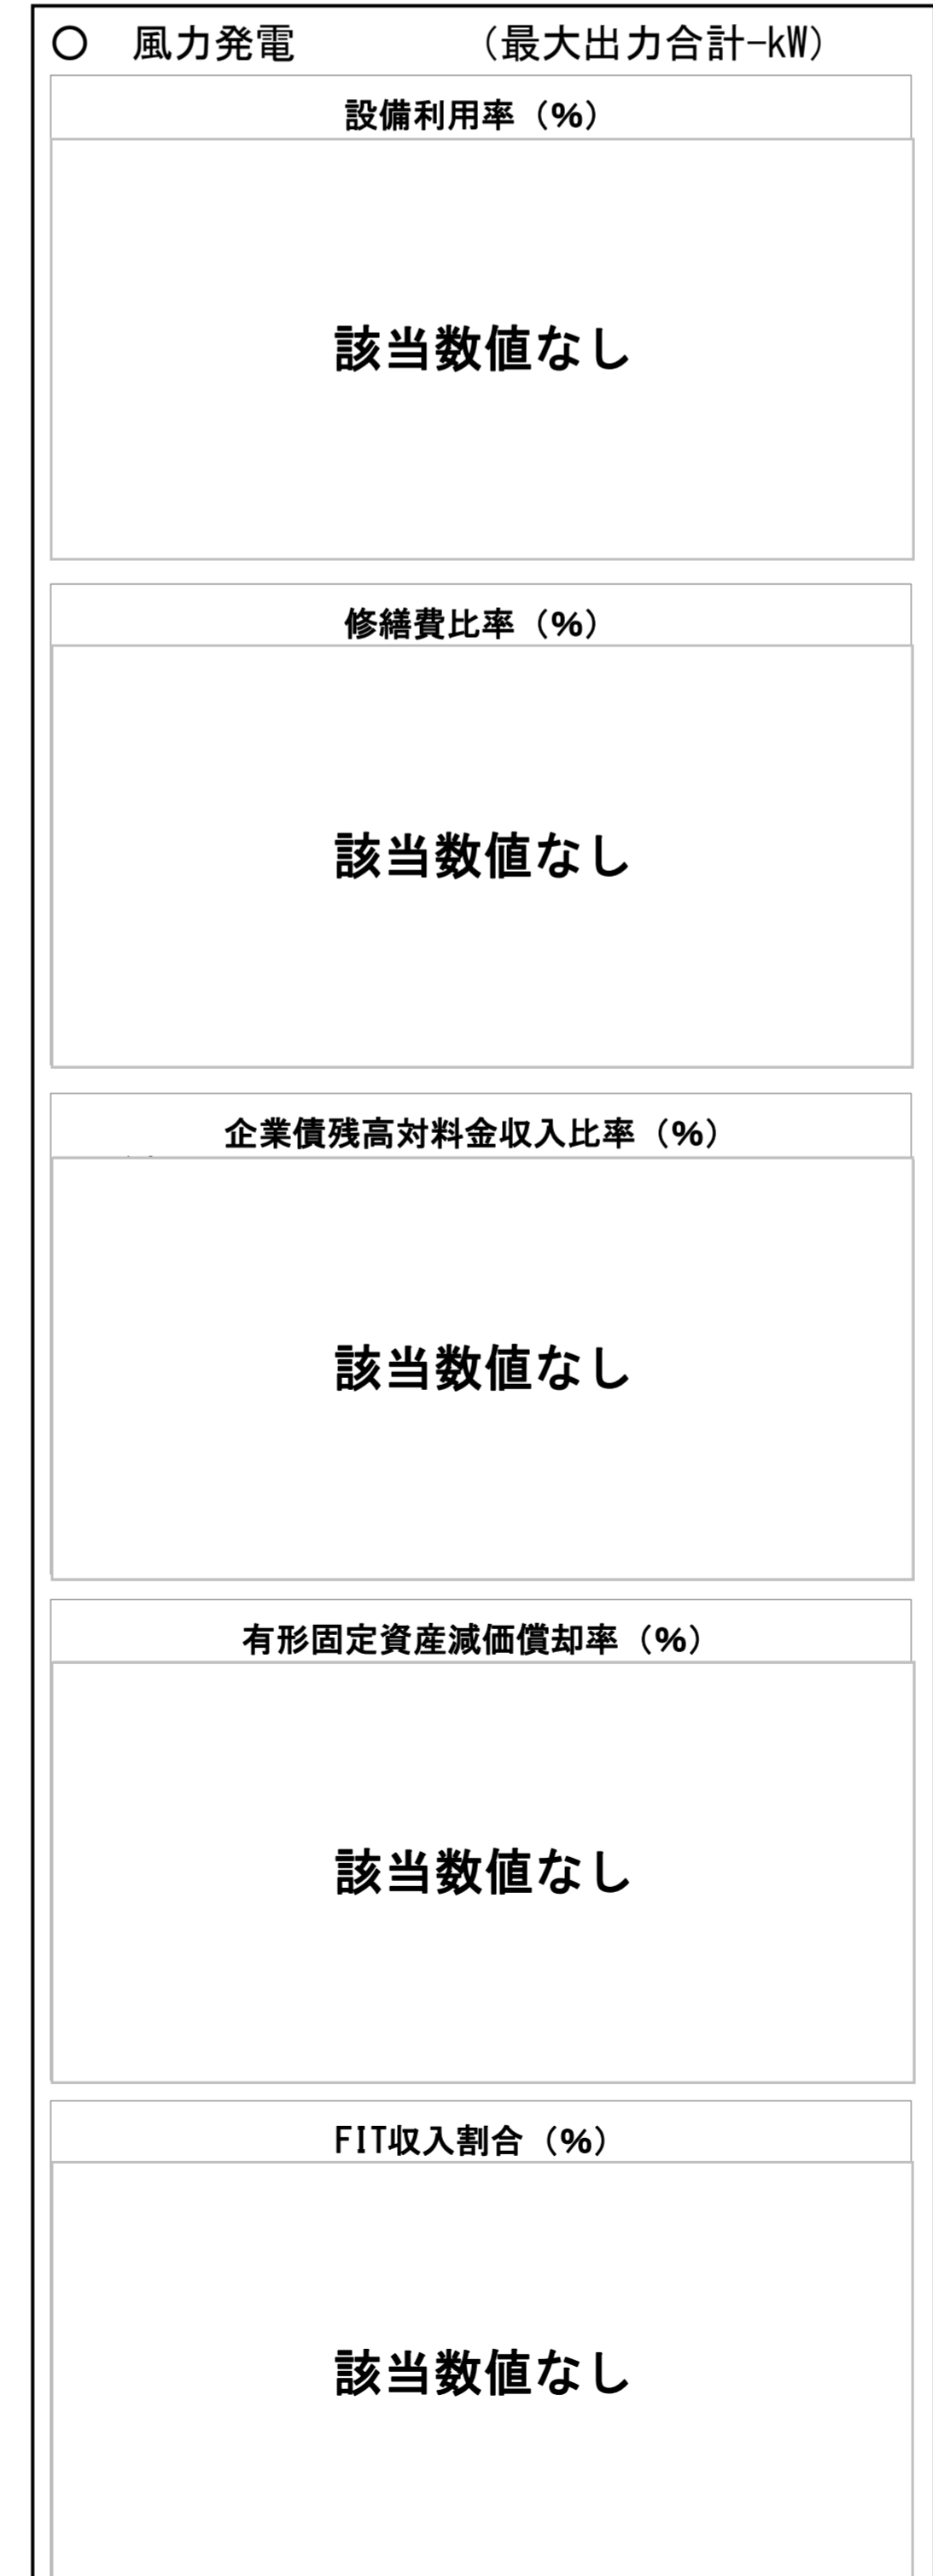 ○　風力発電　（最大出力合計-kW）
設備利用率（%）
該当数値なし
修繕費比率（%）
該当数値なし
企業債残高対料金収入比率（%）
該当数値なし
有形固定資産減価償却率（%）
該当数値なし
FIT収入割合（%）
該当数値なし